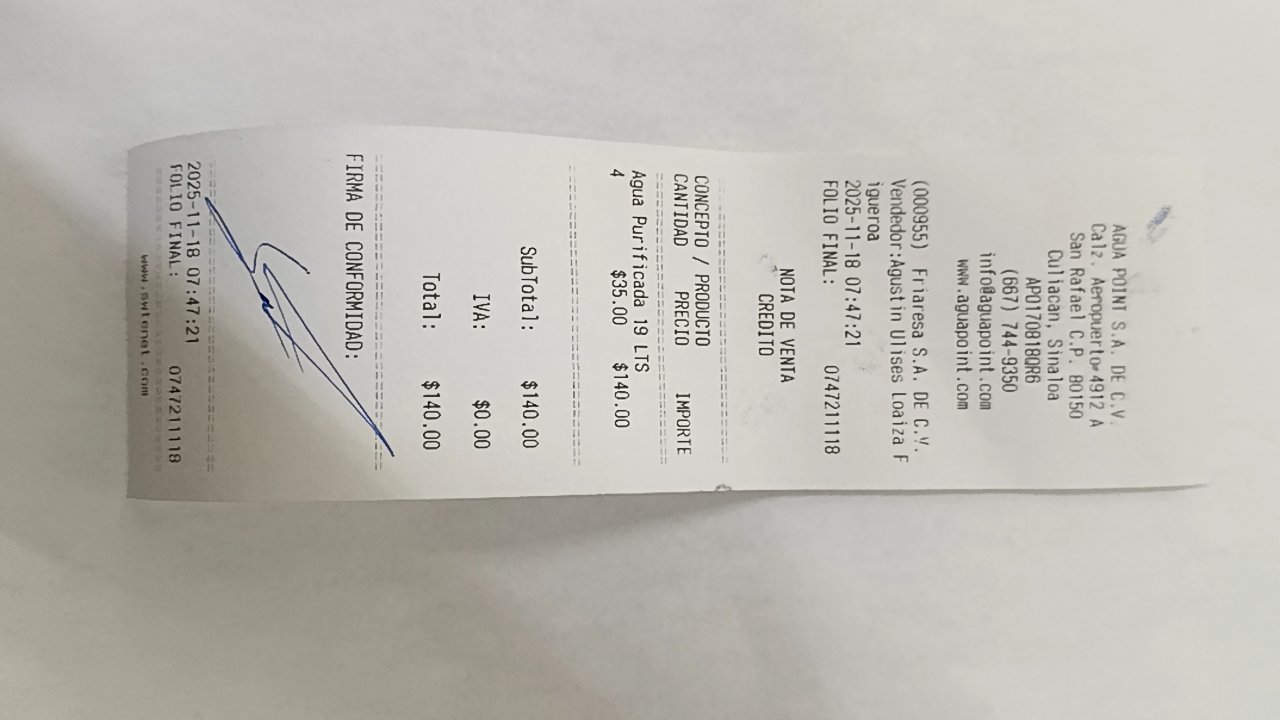 AGUA POINT S.A. DE C.V.
Calz. Aeropuerto 4912 A
San Rafael C.P. 80150
Culiacan, Sinaloa
APO170818QR6
(667) 744-9350
info@aguapoint.com
www.aguapoint.com
(000955) Friaresa S.A. DE C.V.
Vendedor:Agustin Ulises Loaiza F
igueroa
2025-11-18 07:47:21
FOLIO FINAL: 0747211118
NOTA DE VENTA
CREDITO
CONCEPTO / PRODUCTO
CANTIDAD PRECIO IMPORTE
Agua Purificada 19 LTS
4 $35.00 $140.00
SubTotal: $140.00
IVA: $0.00
Total: $140.00
FIRMA DE CONFORMIDAD:
2025-11-18 07:47:21
FOLIO FINAL: 0747211118
www.swtenet.com